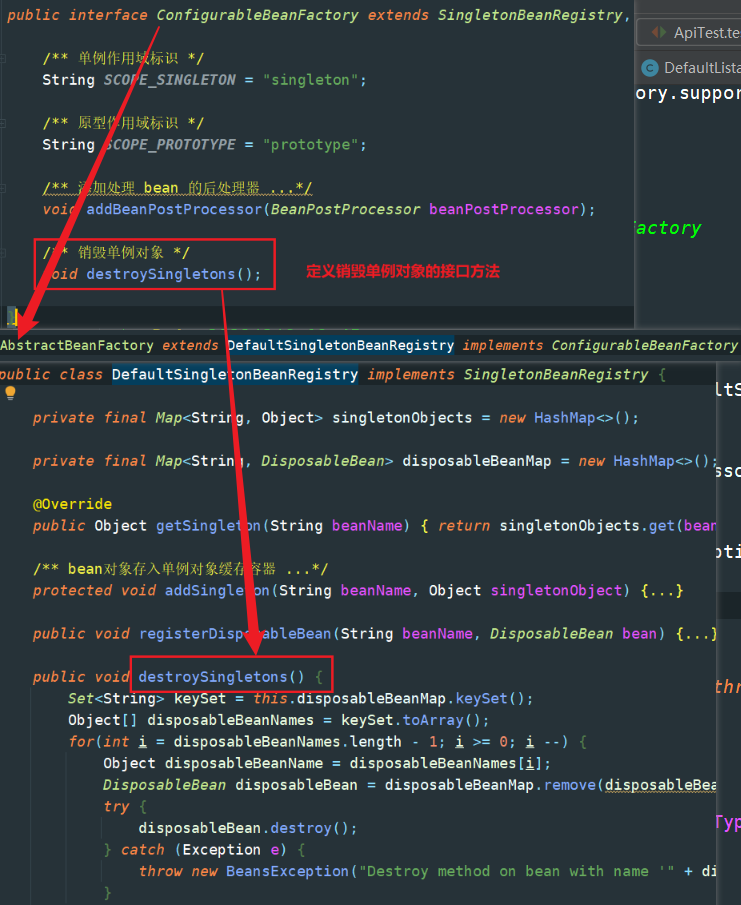 public interface ConfigurableBeanFactory extends SingletonBeanRegistry,
/** 单例作用域标识 */
String SCOPE_SINGLETON = "singleton";
/** 原型作用域标识 */
String SCOPE_PROTOTYPE = "prototype";
/** 添加处理 bean 的后处理器 ...*/
void addBeanPostProcessor(BeanPostProcessor beanPostProcessor);
/** 销毁单例对象 */
void destroySingletons();
定义销毁单例对象的接口方法
}
ApiTest.te
DefaultLista
ory.suppor
Factory
AbstractBeanFactory extends DefaultSingletonBeanRegistry implements ConfigurableBeanFactory
public class DefaultSingletonBeanRegistry implements SingletonBeanRegistry {
private final Map<String, Object> singletonObjects = new HashMap<>();
private final Map<String, DisposableBean> disposableBeanMap = new HashMap<>();
@Override
public Object getSingleton(String beanName) { return singletonObjects.get(bean
/** bean对象存入单例对象缓存容器 ...*/
protected void addSingleton(String beanName, Object singletonObject) {...}
public void registerDisposableBean(String beanName, DisposableBean bean) {...}
public void destroySingletons() {
Set<String> keySet = this.disposableBeanMap.keySet();
Object[] disposableBeanNames = keySet.toArray();
for(int i = disposableBeanNames.length - 1; i >= 0; i --) {
Object disposableBeanName = disposableBeanNames[i];
DisposableBean disposableBean = disposableBeanMap.remove(disposableBea
try {
disposableBean.destroy();
} catch (Exception e) {
throw new BeansException("Destroy method on bean with name '" + di
}
ltS
sso
pti
thr
Typ